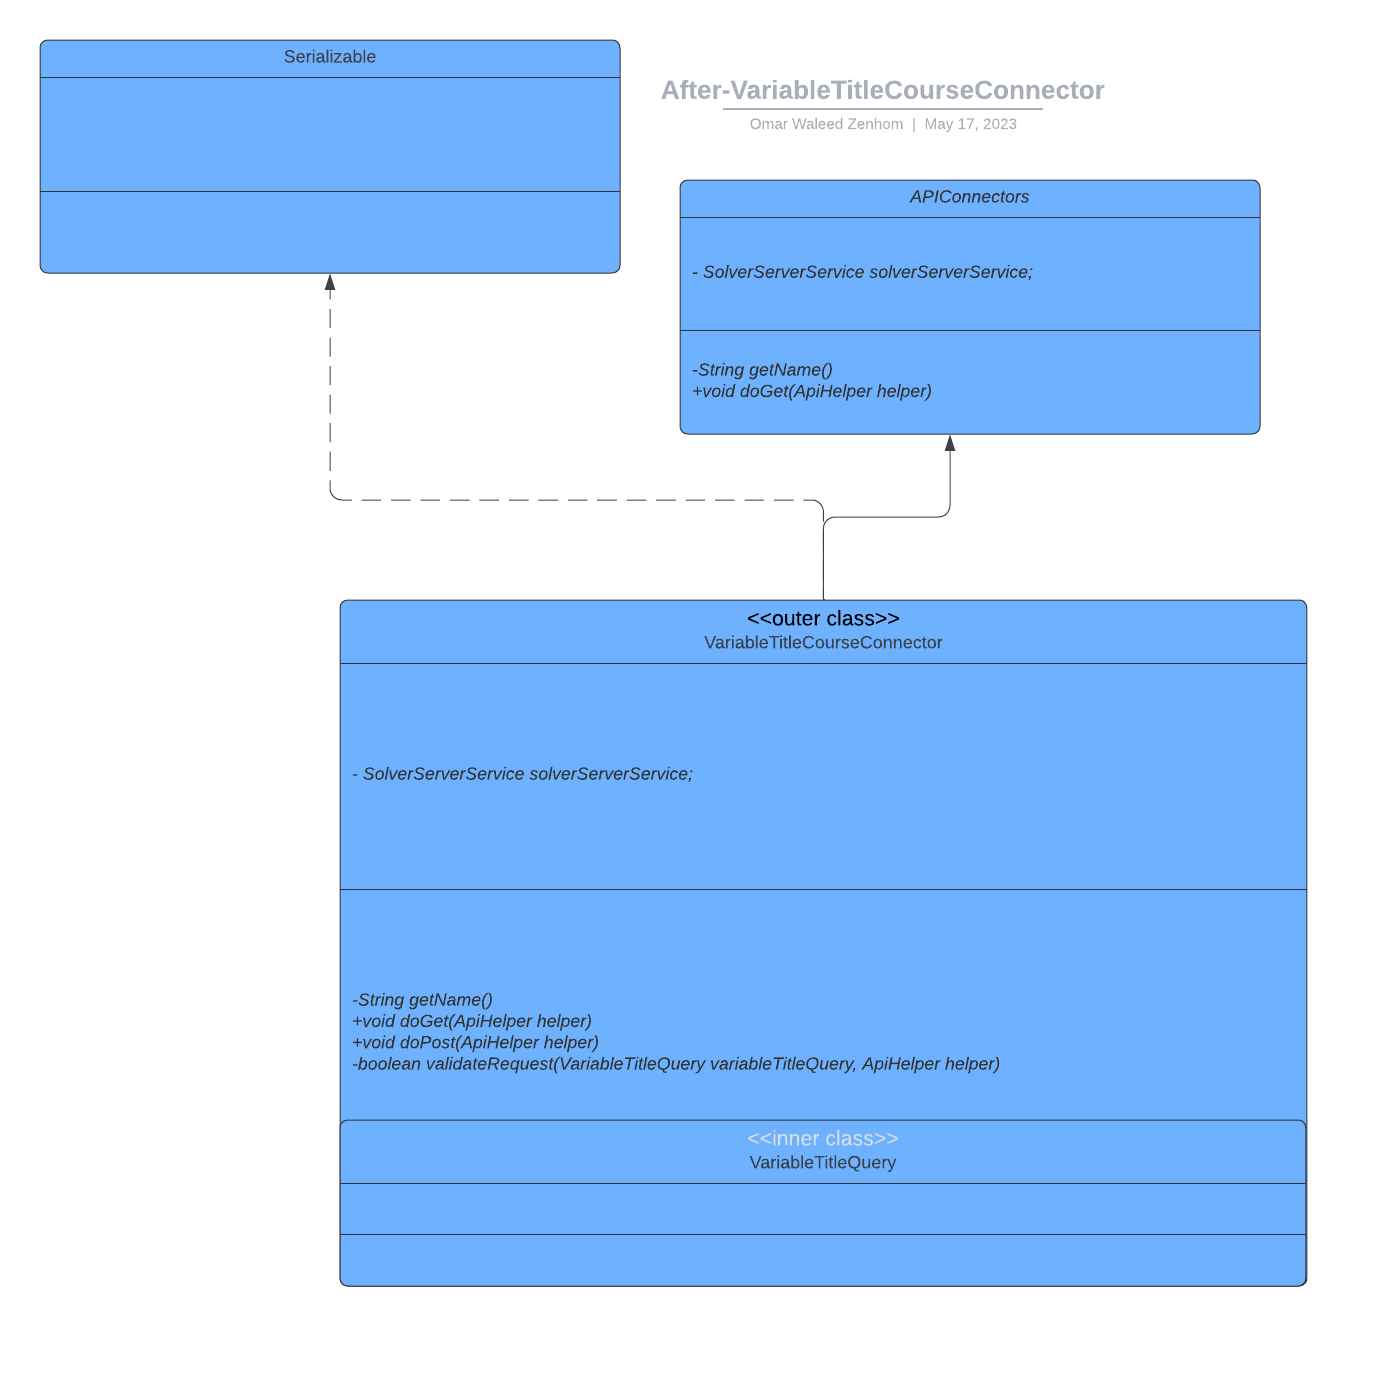 Serializable
After-VariableTitleCourseConnector
Omar Waleed Zenhom | May 17, 2023
APIConnectors
- SolverServerService solverServerService;
-String getName()
+void doGet(ApiHelper helper)
<<outer class>>
VariableTitleCourseConnector
- SolverServerService solverServerService;
-String getName()
+void doGet(ApiHelper helper)
+void doPost(ApiHelper helper)
-boolean validateRequest(VariableTitleQuery variableTitleQuery, ApiHelper helper)
<<inner class>>
VariableTitleQuery